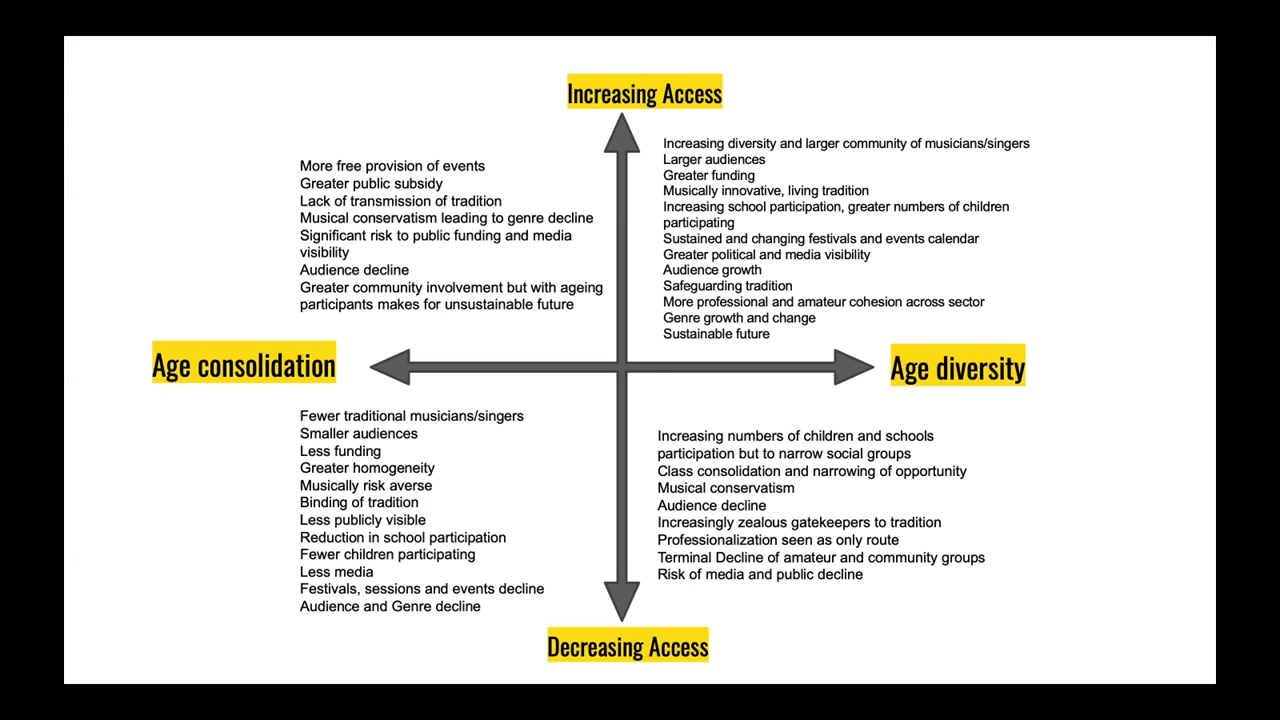 Increasing Access
More free provision of events
Greater public subsidy
Lack of transmission of tradition
Musical conservatism leading to genre decline
Significant risk to public funding and media
visibility
Audience decline
Greater community involvement but with ageing
participants makes for unsustainable future
Increasing diversity and larger community of musicians/singers
Larger audiences
Greater funding
Musically innovative, living tradition
Increasing school participation, greater numbers of children
participating
Sustained and changing festivals and events calendar
Greater political and media visibility
Audience growth
Safeguarding tradition
More professional and amateur cohesion across sector
Genre growth and change
Sustainable future
Age consolidation
Age diversity
Fewer traditional musicians/singers
Smaller audiences
Less funding
Greater homogeneity
Musically risk averse
Binding of tradition
Less publicly visible
Reduction in school participation
Fewer children participating
Less media
Festivals, sessions and events decline
Audience and Genre decline
Increasing numbers of children and schools
participation but to narrow social groups
Class consolidation and narrowing of opportunity
Musical conservatism
Audience decline
Increasingly zealous gatekeepers to tradition
Professionalization seen as only route
Terminal Decline of amateur and community groups
Risk of media and public decline
Decreasing Access